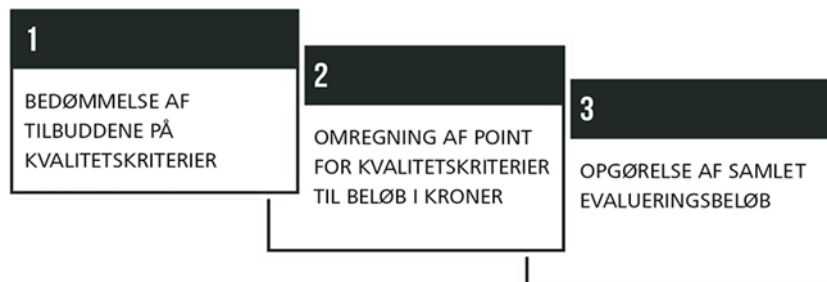 1
BEDØMMELSE AF
TILBUDDENE PÅ
KVALITETSKRITERIER
2
OMREGNING AF POINT
FOR KVALITETSKRITERIER
TIL BELØB I KRONER
3
OPGØRELSE AF SAMLET
EVALUERINGSBELØB